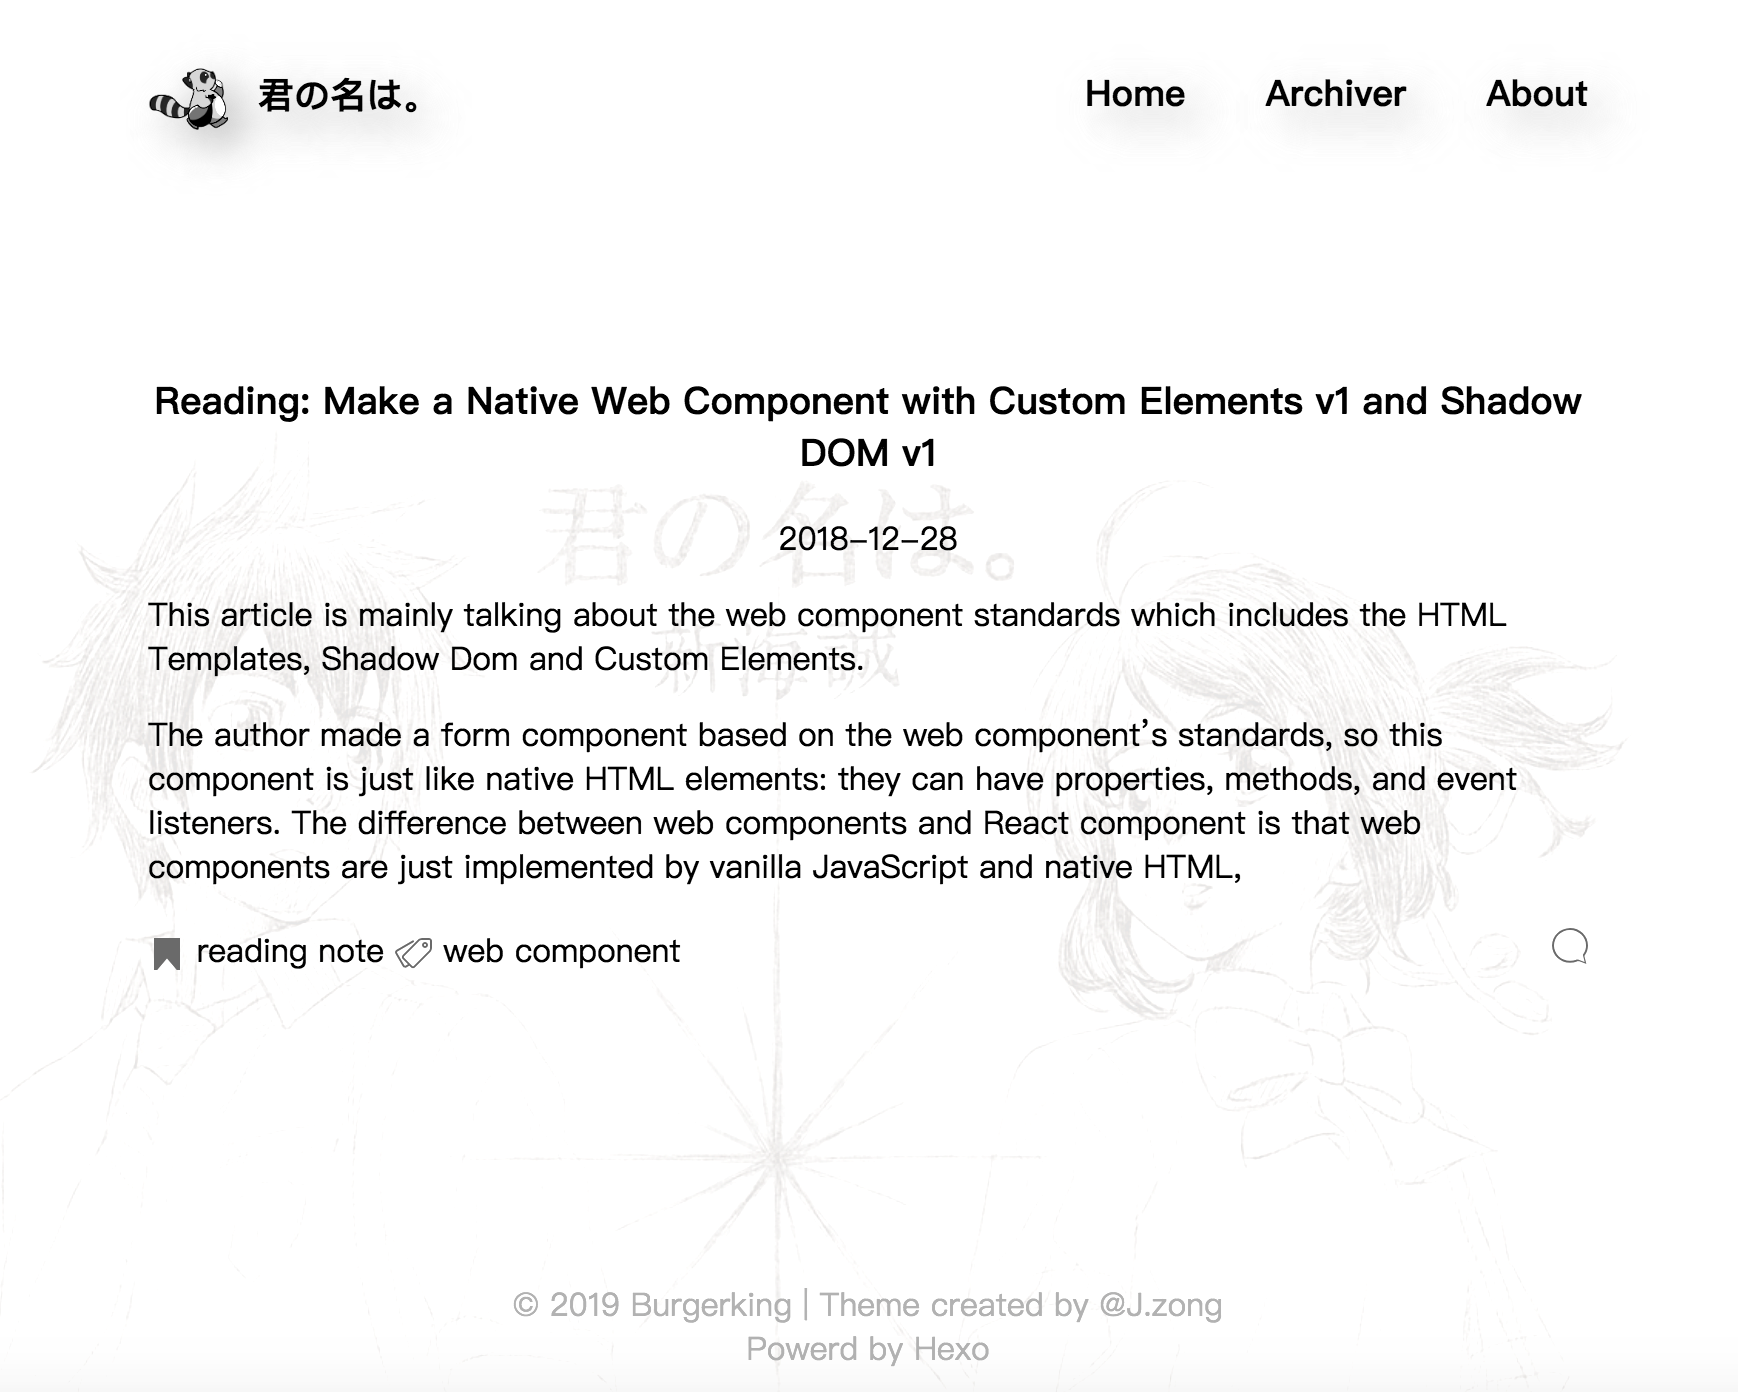 君の名は。
Home Archiver About
Reading: Make a Native Web Component with Custom Elements v1 and Shadow
DOM v1
君の名は。
2018-12-28
This article is mainly talking about the web component standards which includes the HTML
新海誠
Templates, Shadow Dom and Custom Elements.
The author made a form component based on the web component’s standards, so this
component is just like native HTML elements: they can have properties, methods, and event
listeners. The difference between web components and React component is that web
components are just implemented by vanilla JavaScript and native HTML,
reading note web component
© 2019 Burgerking | Theme created by @J.zong
Powerd by Hexo